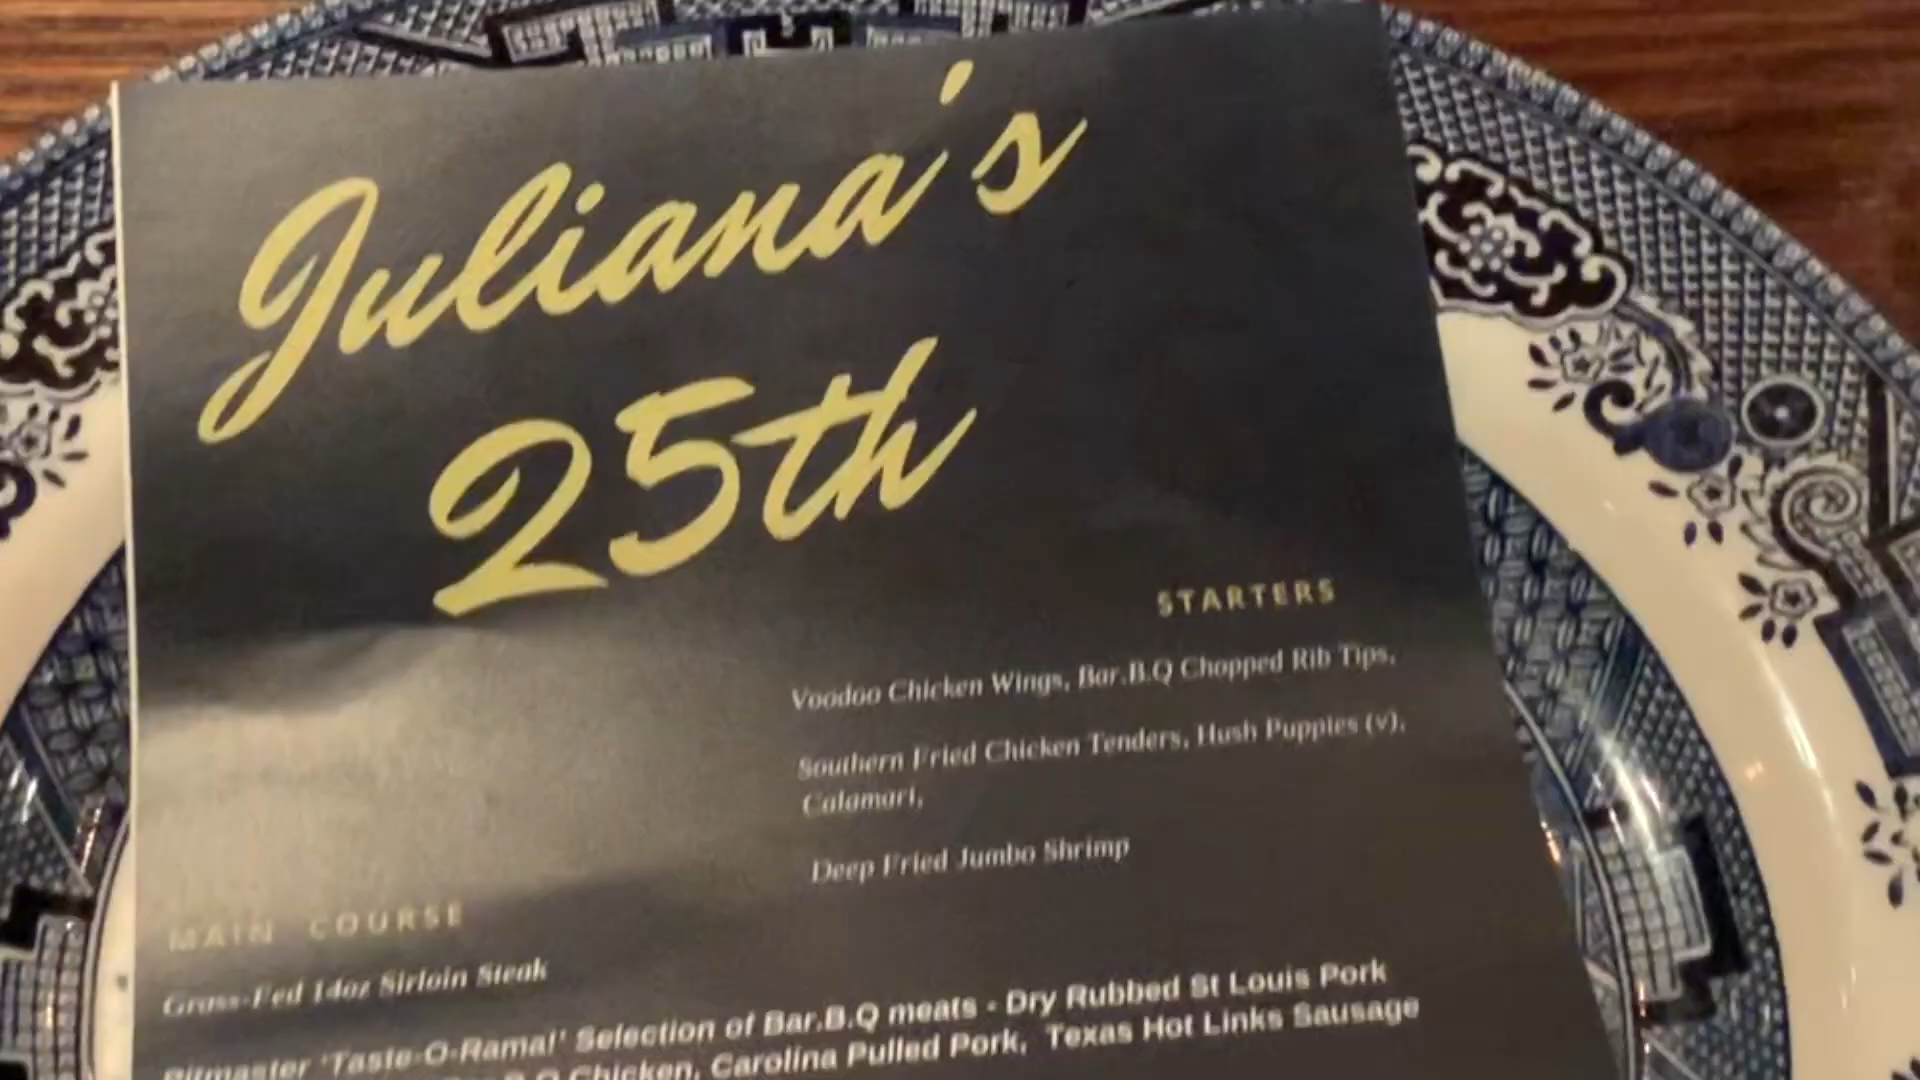 Juliana's
25th
STARTERS
Voodoo Chicken Wings, Bar.B.Q Chopped Rib Tips,
Southern Fried Chicken Tenders, Hush Puppies (v),
Calamari,
Deep Fried Jumbo Shrimp
MAIN COURSE
Grass-Fed 14oz Sirloin Steak
Pitmaster 'Taste-O-Rama!' Selection of Bar.B.Q meats - Dry Rubbed St Louis Pork
Bar.B.Q Chicken, Carolina Pulled Pork, Texas Hot Links Sausage